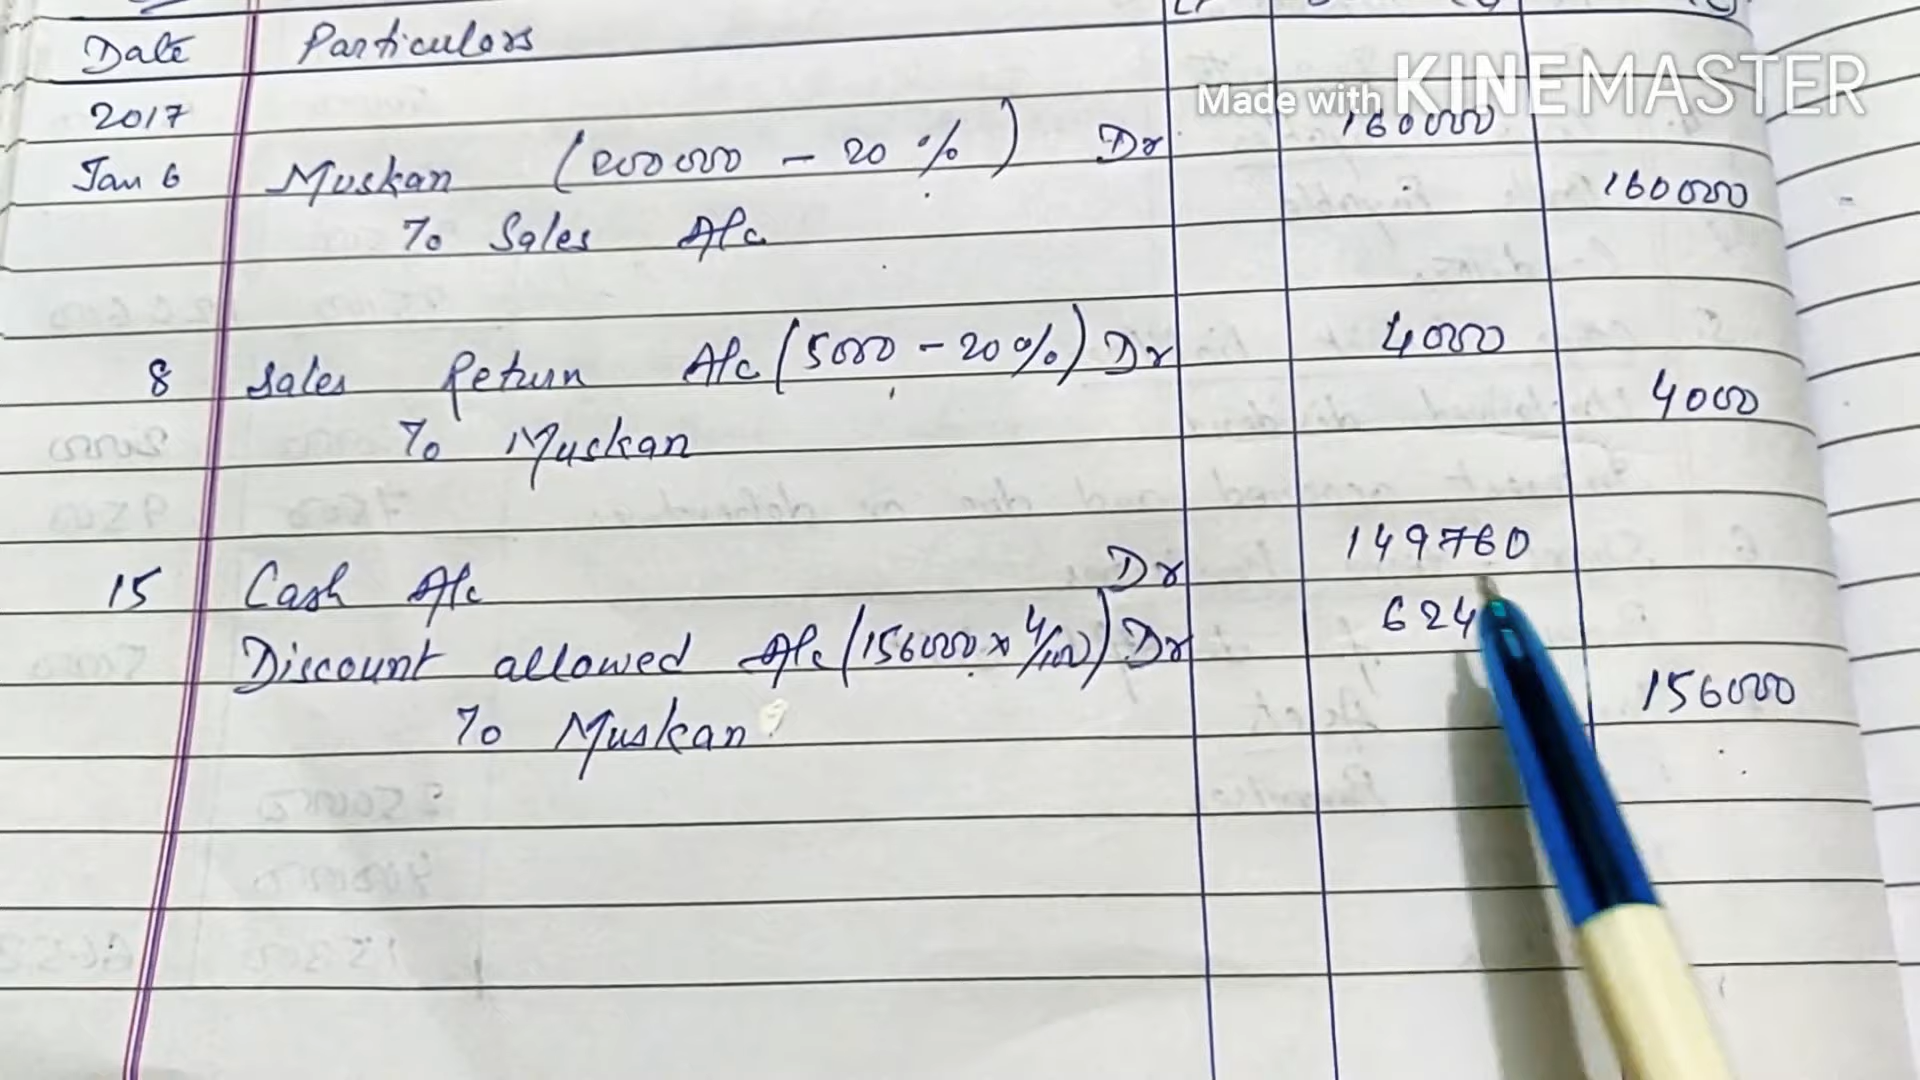 Made with KINEMASTER
Date Particulars
2017
Jan 6 Muskan (200000 - 20%) Dr 160000
To Sales A/c 160000
8 Sales Return A/c (5000 - 20%) Dr 4000
To Muskan 4000
15 Cash A/c Dr 149760
Discount allowed A/c (156000 × 4/100) Dr 624
To Muskan 156000